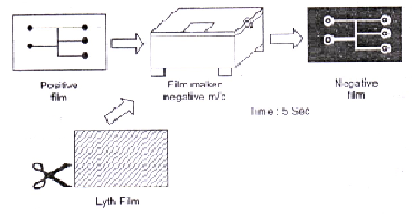 Positive
film
Film maker
negative m/c
Negative
film
Time : 5 Sec
Lyth Film